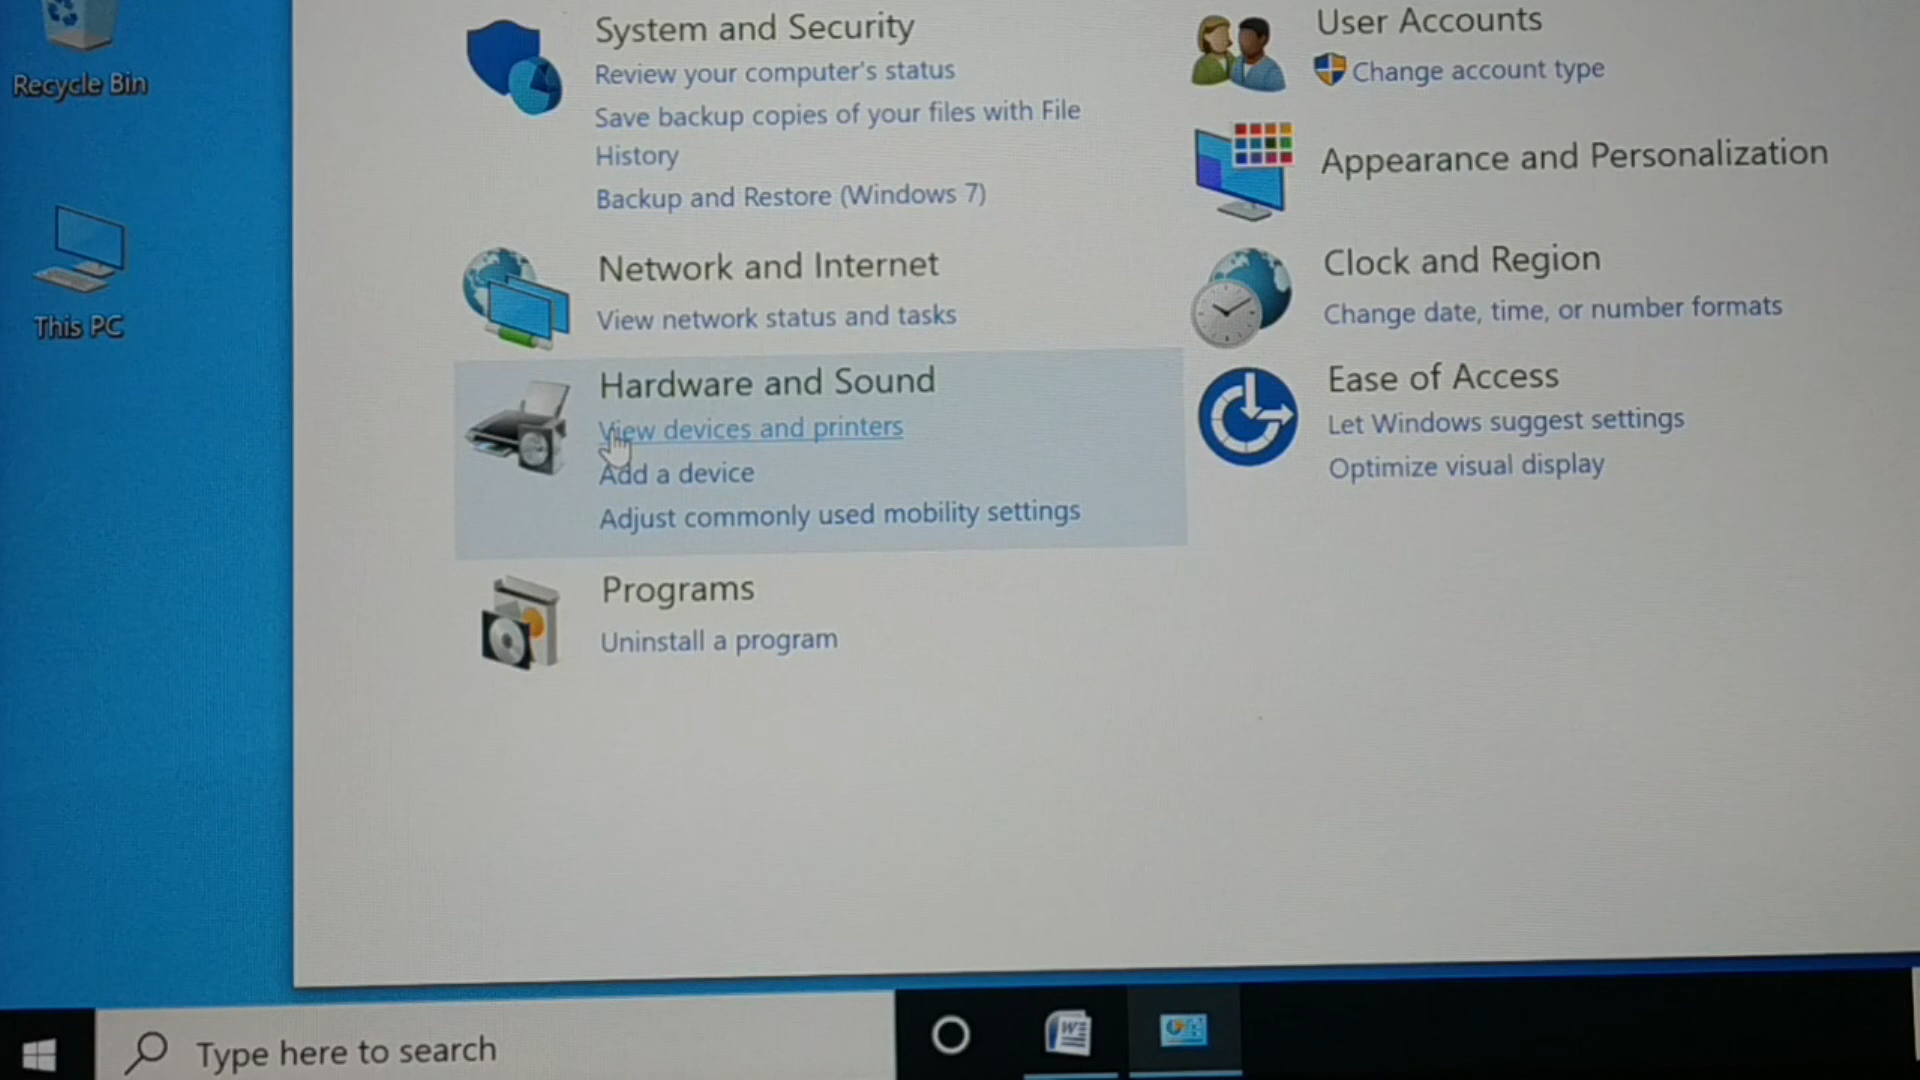 Recycle Bin
This PC
System and Security
Review your computer's status
Save backup copies of your files with File
History
Backup and Restore (Windows 7)
Network and Internet
View network status and tasks
Hardware and Sound
View devices and printers
Add a device
Adjust commonly used mobility settings
Programs
Uninstall a program
User Accounts
Change account type
Appearance and Personalization
Clock and Region
Change date, time, or number formats
Ease of Access
Let Windows suggest settings
Optimize visual display
Type here to search
W